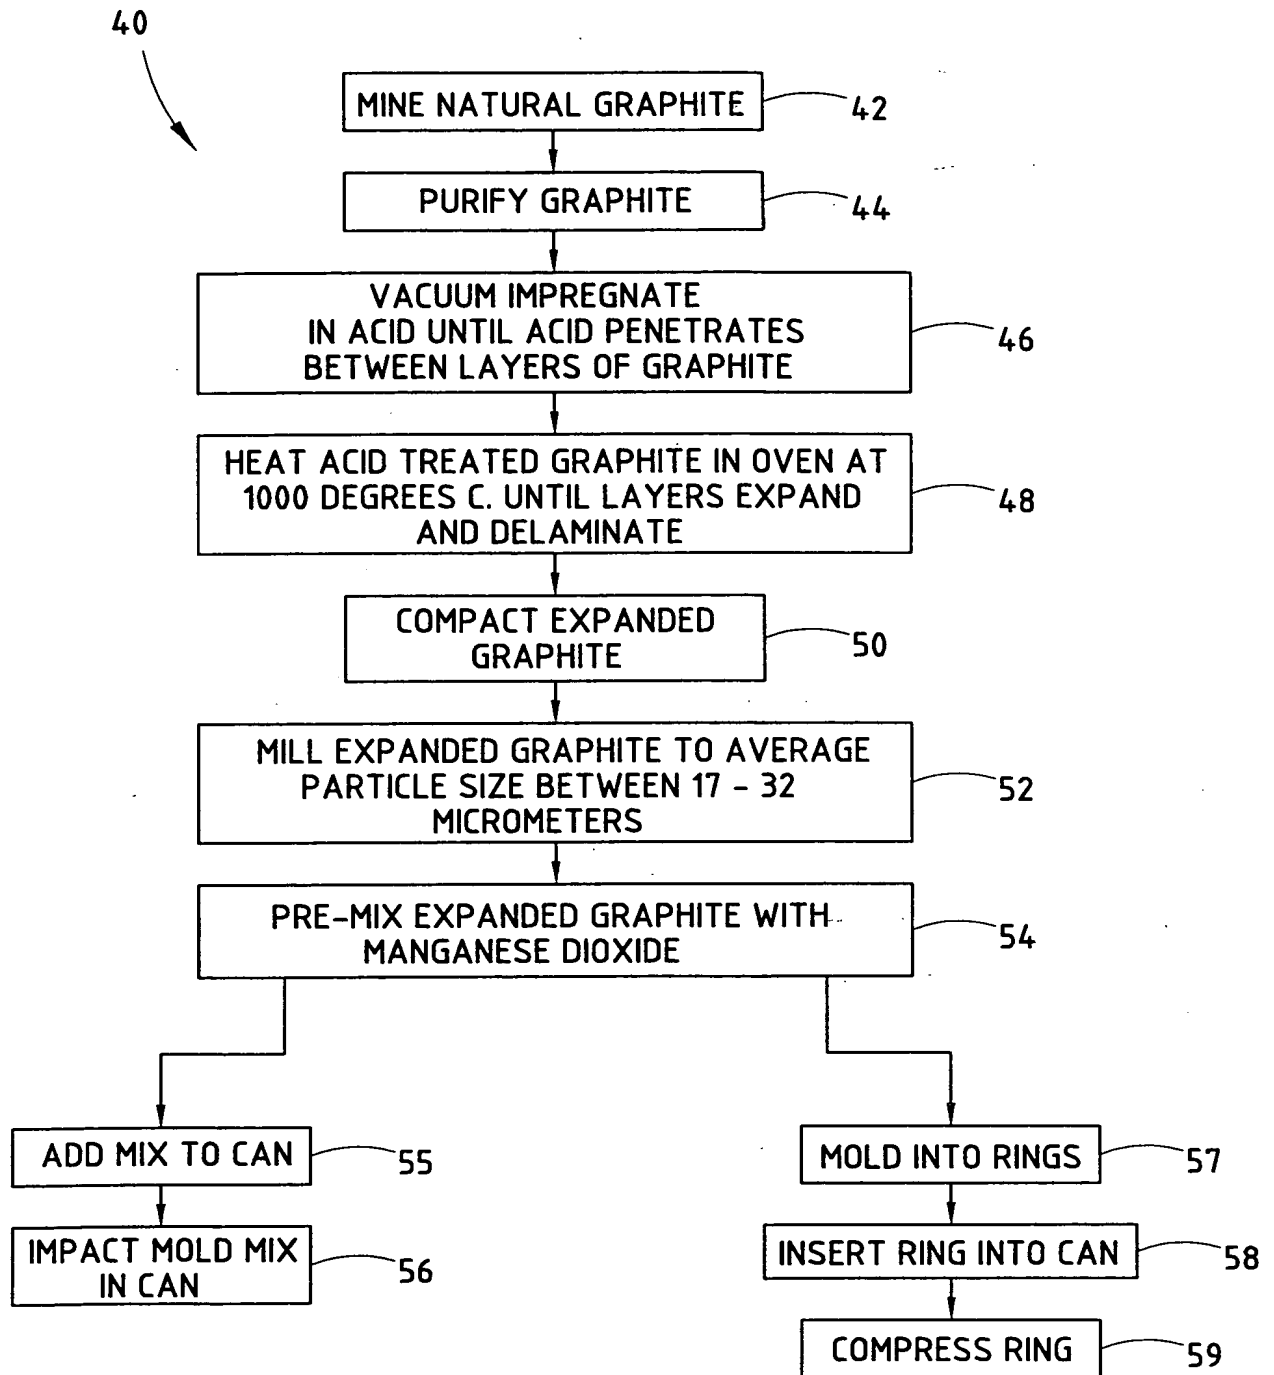 40
MINE NATURAL GRAPHITE
42
PURIFY GRAPHITE
44
VACUUM IMPREGNATE
IN ACID UNTIL ACID PENETRATES
BETWEEN LAYERS OF GRAPHITE
46
HEAT ACID TREATED GRAPHITE IN OVEN AT
1000 DEGREES C. UNTIL LAYERS EXPAND
AND DELAMINATE
48
COMPACT EXPANDED
GRAPHITE
50
MILL EXPANDED GRAPHITE TO AVERAGE
PARTICLE SIZE BETWEEN 17 - 32
MICROMETERS
52
PRE-MIX EXPANDED GRAPHITE WITH
MANGANESE DIOXIDE
54
ADD MIX TO CAN
55
IMPACT MOLD MIX
IN CAN
56
MOLD INTO RINGS
57
INSERT RING INTO CAN
58
COMPRESS RING
59